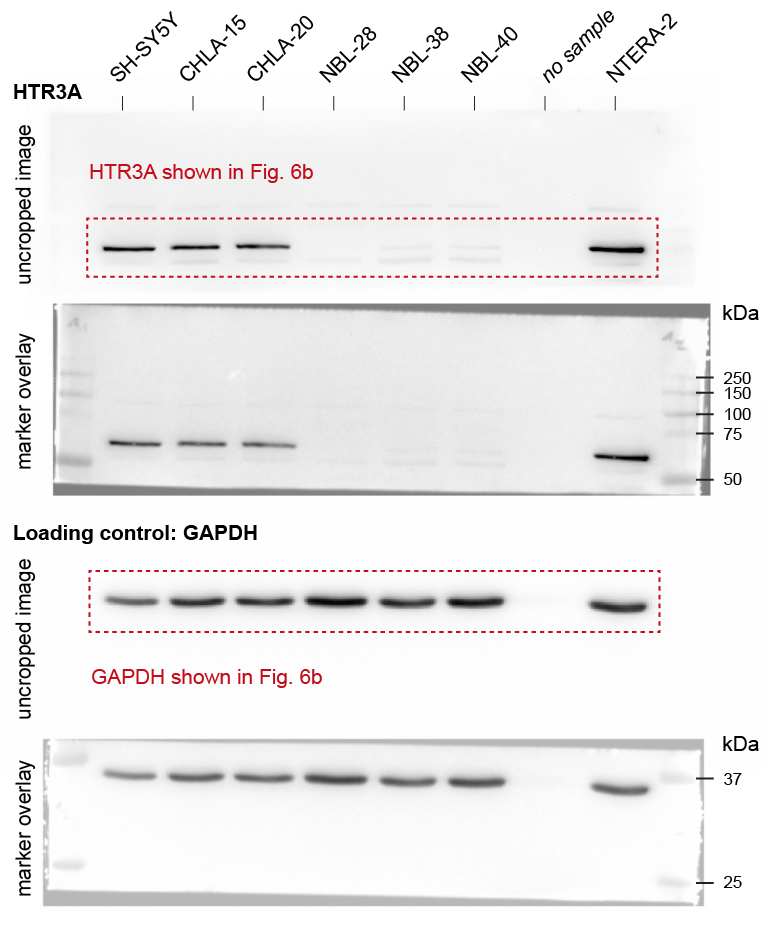 SH-SY5Y
CHLA-15
CHLA-20
NBL-28
NBL-38
NBL-40
no sample
NTERA-2
HTR3A
uncropped image
HTR3A shown in Fig. 6b
marker overlay
kDa
250
150
100
75
50
Loading control: GAPDH
uncropped image
GAPDH shown in Fig. 6b
marker overlay
kDa
37
25